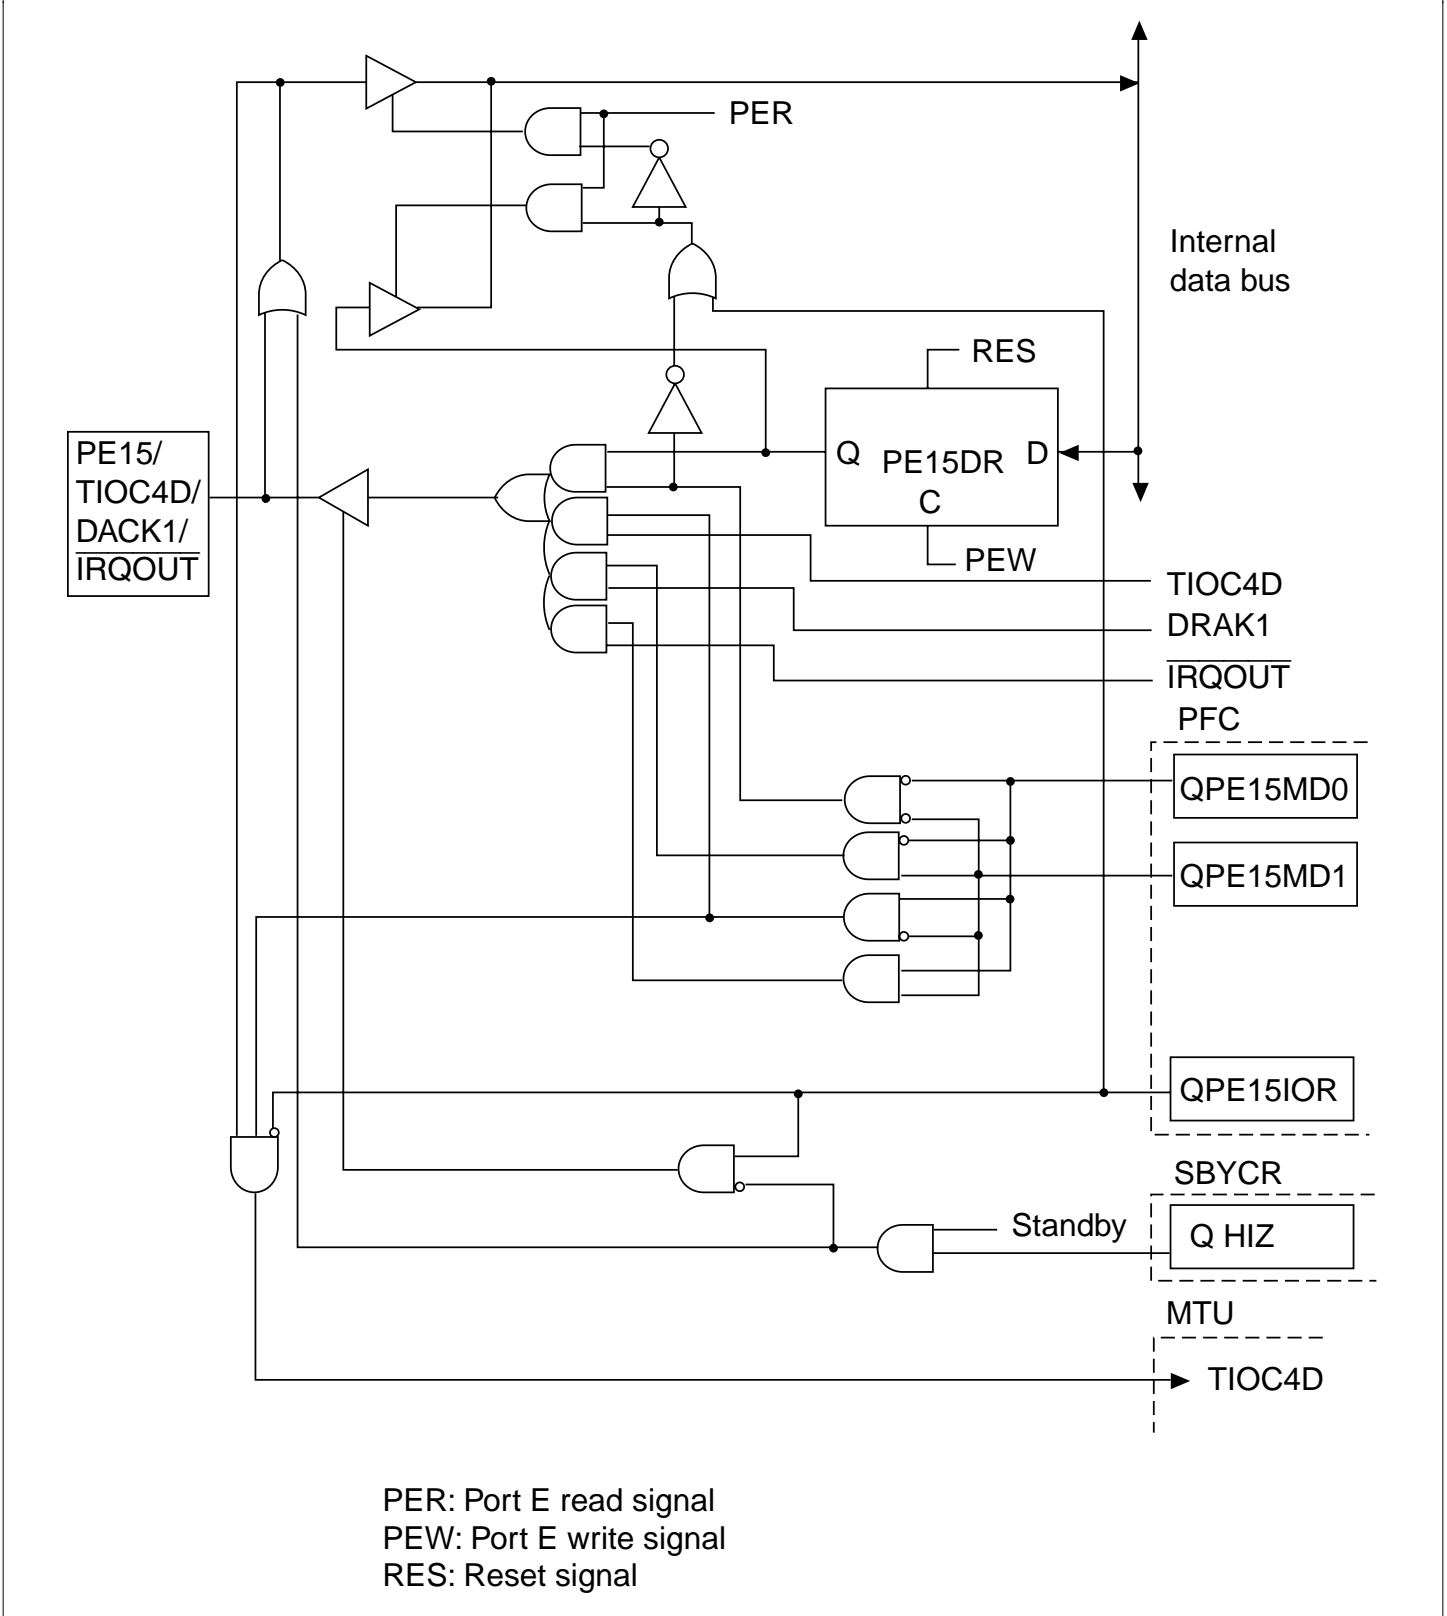 PER
Internal
data bus
RES
PE15/
TIOC4D/
DACK1/
IRQOUT
Q PE15DR D
C
PEW
TIOC4D
DRAK1
IRQOUT
PFC
QPE15MD0
QPE15MD1
QPE15IOR
SBYCR
Standby
Q HIZ
MTU
TIOC4D
PER: Port E read signal
PEW: Port E write signal
RES: Reset signal